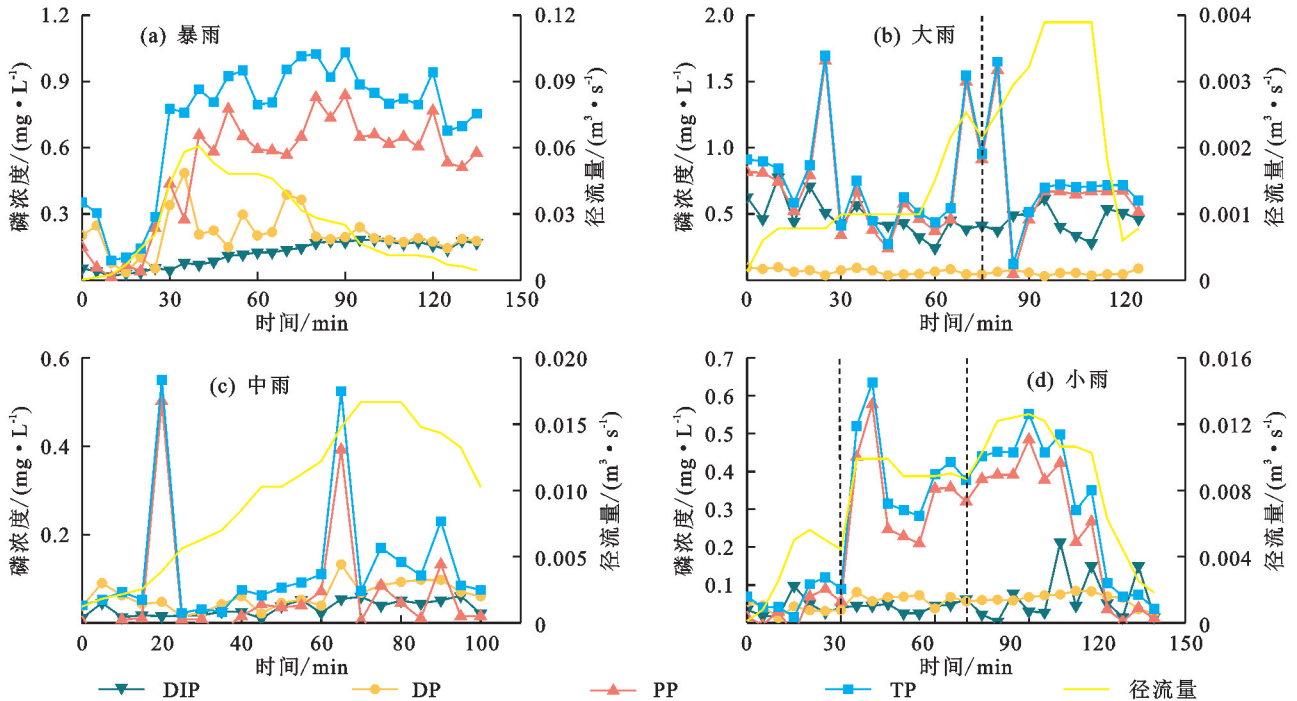 (a) 暴雨
磷浓度/(mg·L⁻¹)
1.2
0.9
0.6
0.3
0
0.12
0.09
0.06
0.03
0
径流量/(m³·s⁻¹)
0 30 60 90 120 150
时间/min
(b) 大雨
磷浓度/(mg·L⁻¹)
2.0
1.5
1.0
0.5
0.004
0.003
0.002
0.001
0
径流量/(m³·s⁻¹)
0 30 60 90 120
时间/min
(c) 中雨
磷浓度/(mg·L⁻¹)
0.6
0.4
0.2
0.020
0.015
0.010
0.005
0
径流量/(m³·s⁻¹)
0 20 40 60 80 100
时间/min
(d) 小雨
磷浓度/(mg·L⁻¹)
0.7
0.6
0.5
0.4
0.3
0.2
0.1
0.016
0.012
0.008
0.004
0
径流量/(m³·s⁻¹)
0 30 60 90 120 150
时间/min
DIP DP PP TP 径流量